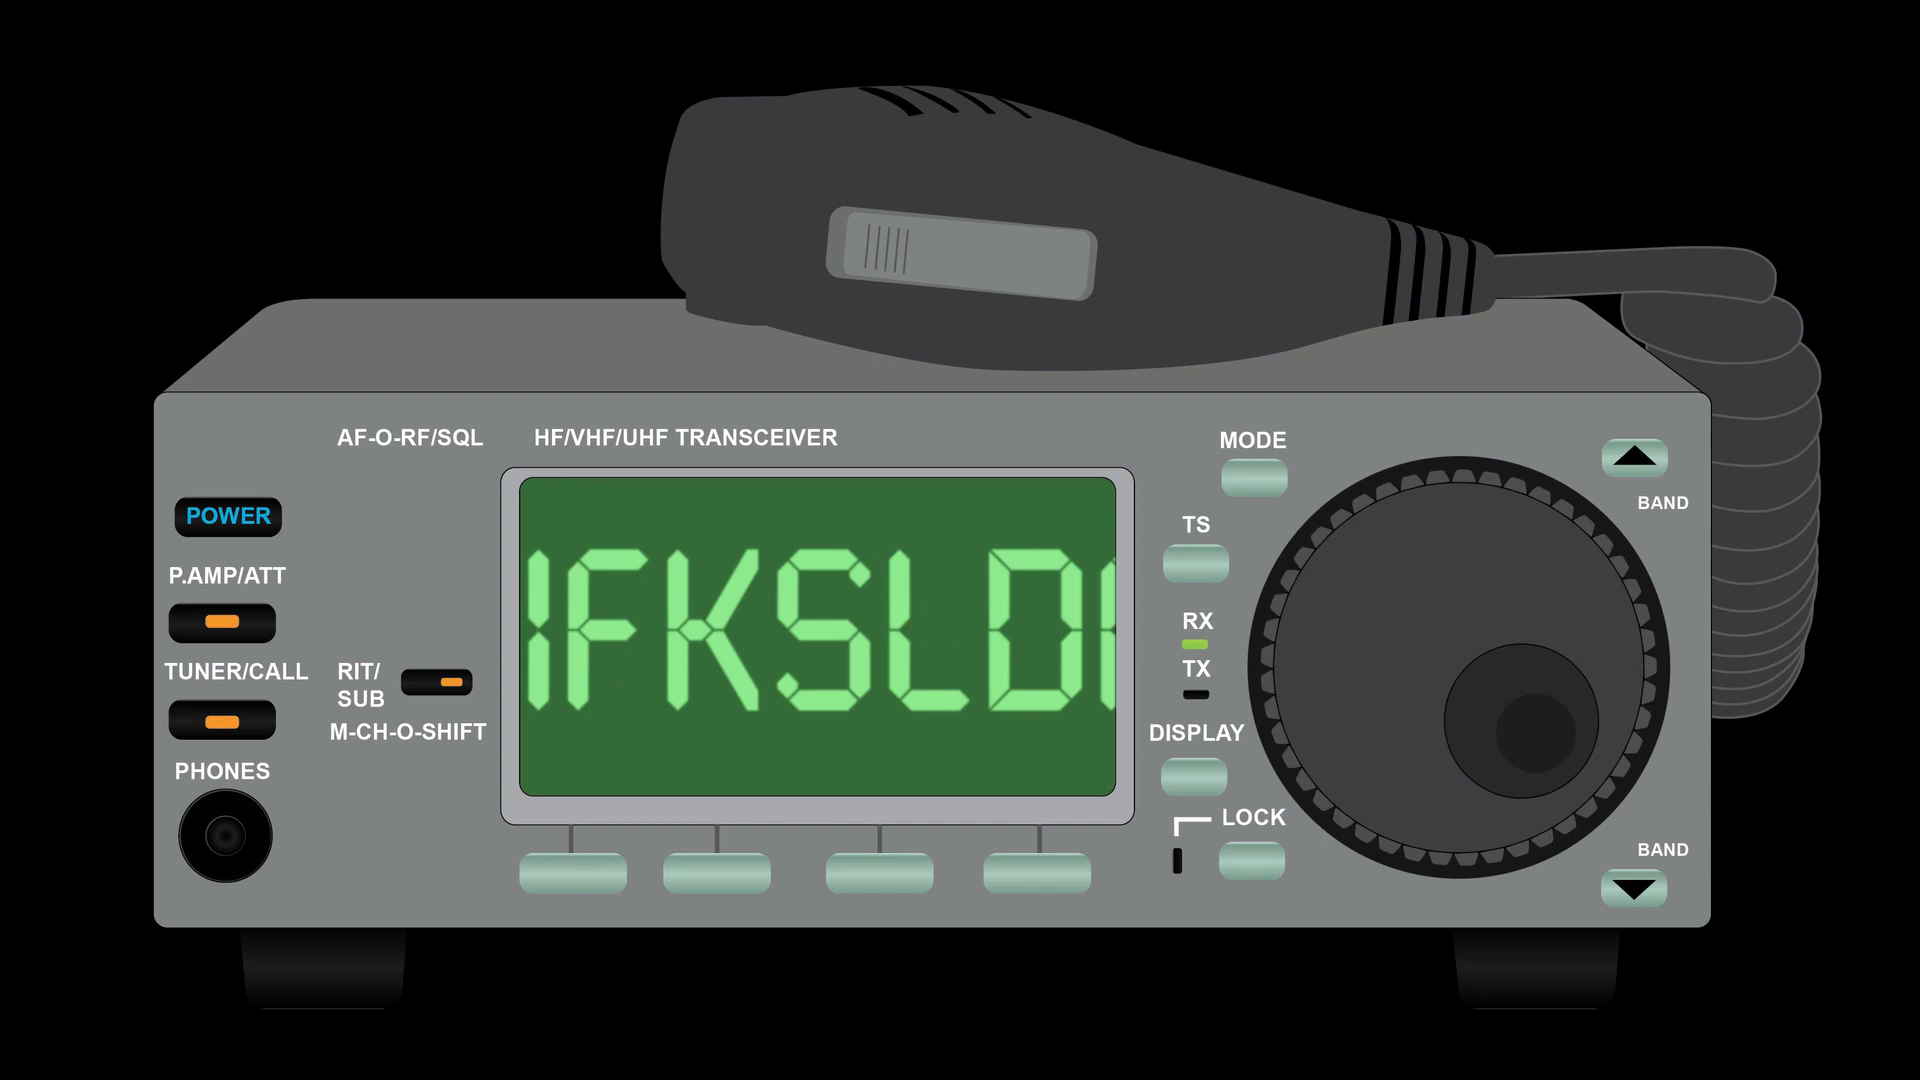 AF-O-RF/SQL
HF/VHF/UHF TRANSCEIVER
MODE
BAND
POWER
TS
P.AMP/ATT
FKSLD
RX
TUNER/CALL
RIT/
SUB
TX
M-CH-O-SHIFT
DISPLAY
PHONES
LOCK
BAND